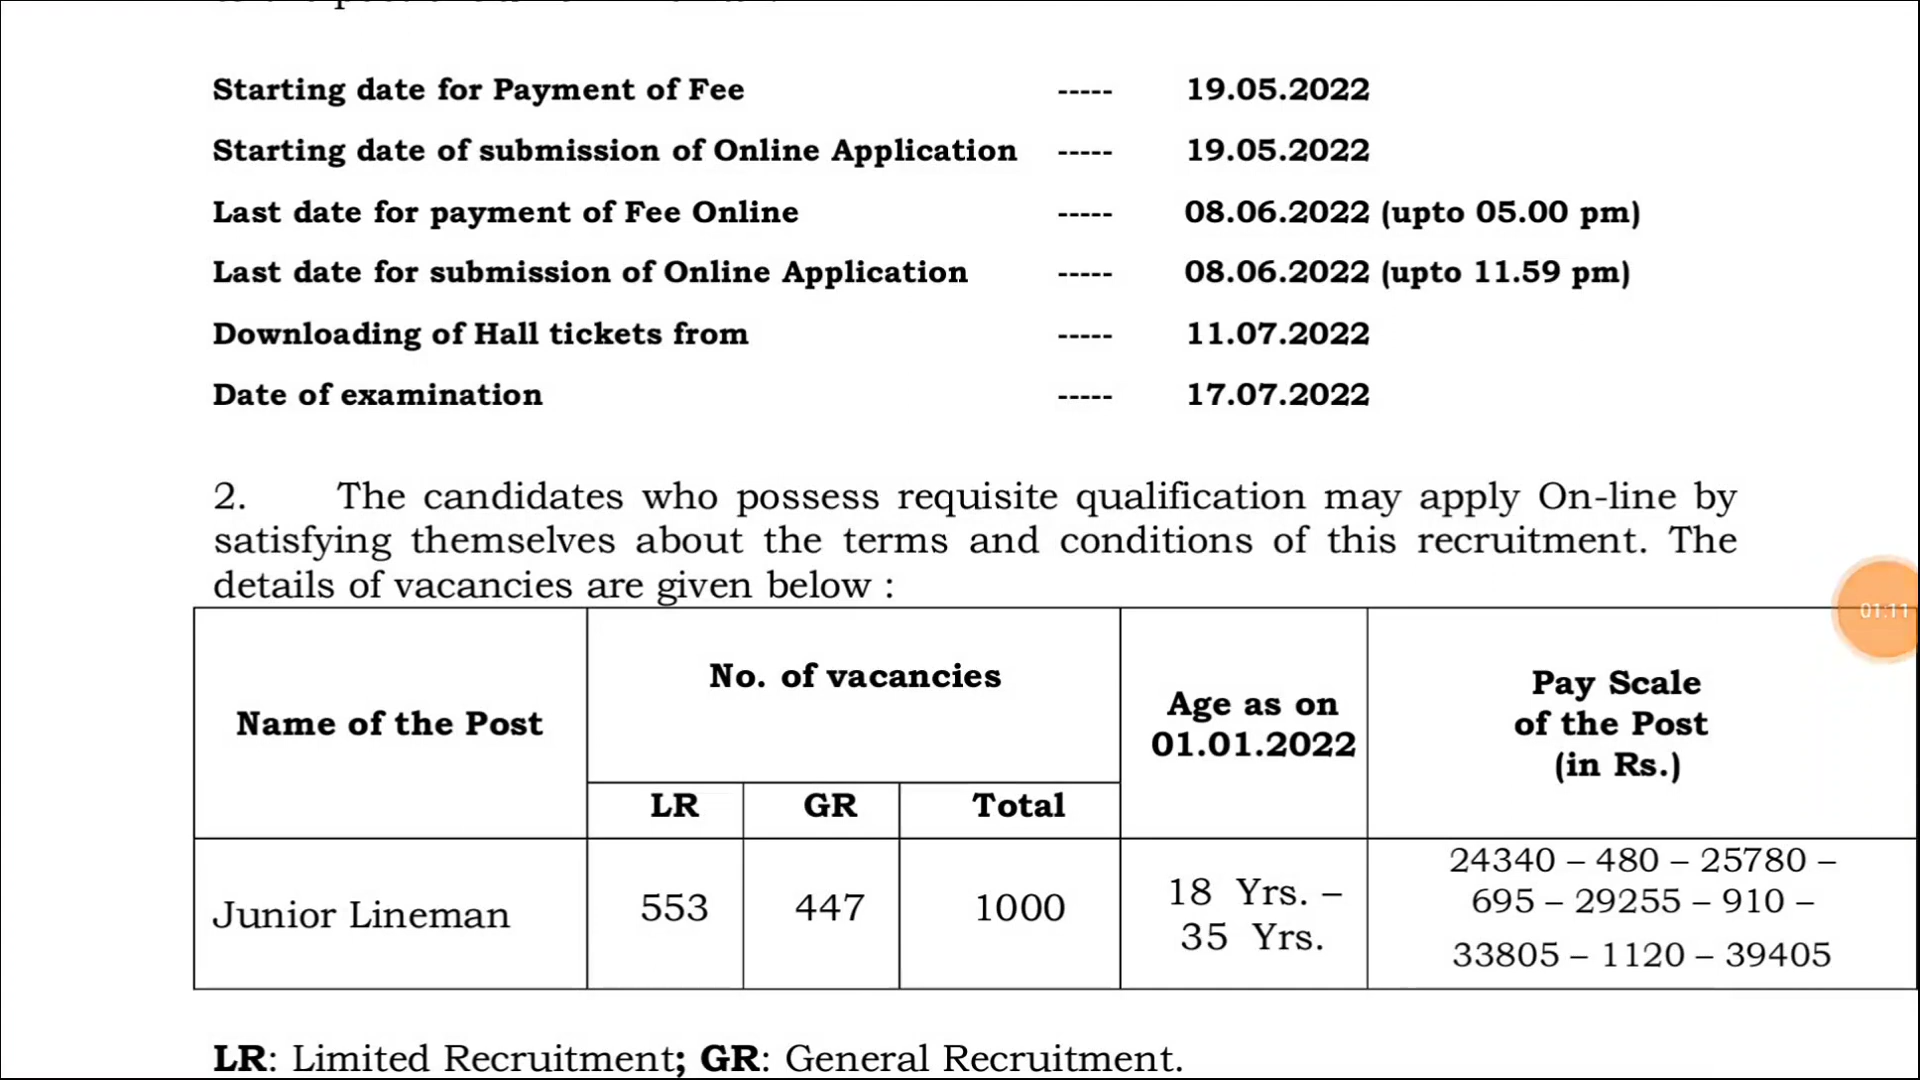 Starting date for Payment of Fee ----- 19.05.2022
Starting date of submission of Online Application ----- 19.05.2022
Last date for payment of Fee Online ----- 08.06.2022 (upto 05.00 pm)
Last date for submission of Online Application ----- 08.06.2022 (upto 11.59 pm)
Downloading of Hall tickets from ----- 11.07.2022
Date of examination ----- 17.07.2022
2. The candidates who possess requisite qualification may apply On-line by
satisfying themselves about the terms and conditions of this recruitment. The
details of vacancies are given below :
Name of the Post
No. of vacancies
LR GR Total
Age as on
01.01.2022
Pay Scale
of the Post
(in Rs.)
Junior Lineman
553 447 1000
18 Yrs. –
35 Yrs.
24340 – 480 – 25780 –
695 – 29255 – 910 –
33805 – 1120 – 39405
01:11
LR: Limited Recruitment; GR: General Recruitment.